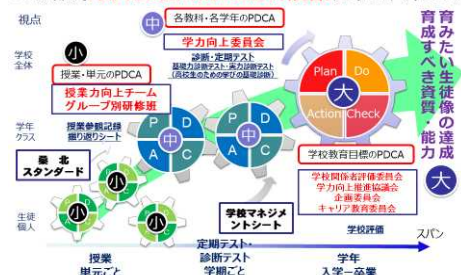 視点
中
各教科・各学年のPDCA
学力向上委員会
診断・定期テスト
基礎力診断テスト・実力診断テスト
(高校生のための学びの基礎診断)
学校
全体
小
授業・単元のPDCA
授業力向上チーム
グループ別研修班
Plan
Do
大
Action
Check
育みたい生徒像の達成
育成すべき資質・能力
大
学年
クラス
授業参観記録
振り返りシート
P
D
中
A
C
P
D
中
A
C
学校教育目標のPDCA
桑北
スタンダード
学校関係者評価委員会
学力向上推進協議会
企画委員会
キャリア教育委員会
小
小
小
学校マネジメ
ントシート
学校評価
生徒
個人
スパン
授業
単元ごと
定期テスト・
診断テスト
学期ごと
学年
入学−卒業